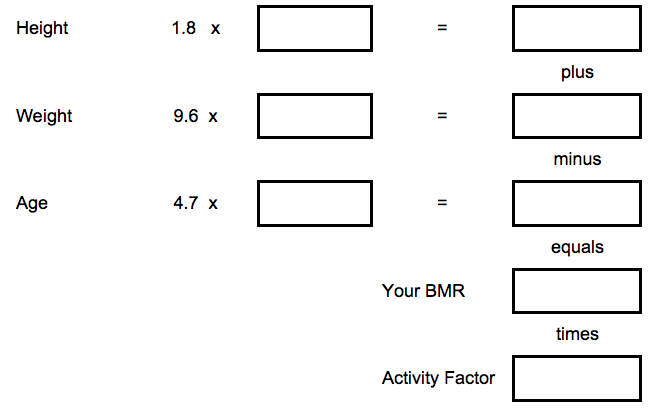 Height 1.8 x =
plus
Weight 9.6 x =
minus
Age 4.7 x =
equals
Your BMR
times
Activity Factor